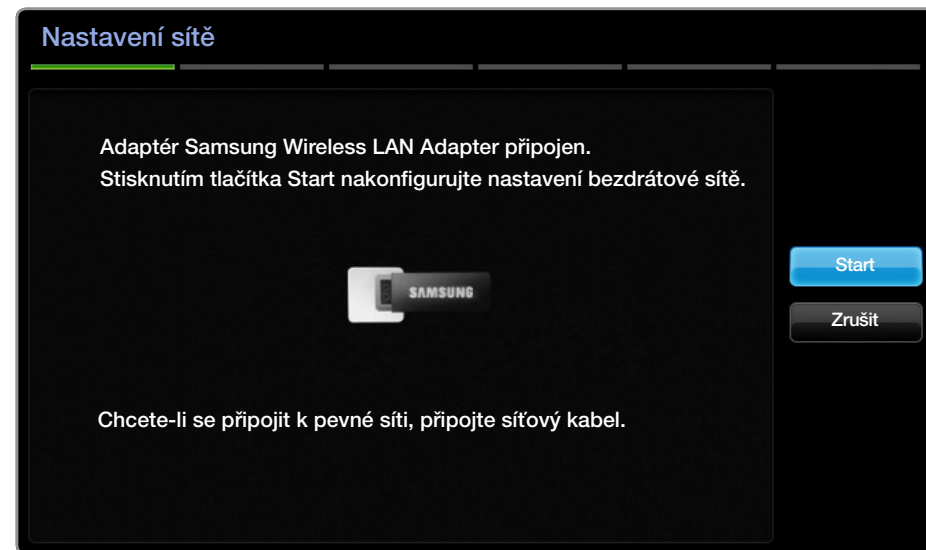 Nastavení sítě
Adaptér Samsung Wireless LAN Adapter připojen.
Stisknutím tlačítka Start nakonfigurujte nastavení bezdrátové sítě.
SAMSUNG
Start
Zrušit
Chcete-li se připojit k pevné síti, připojte síťový kabel.